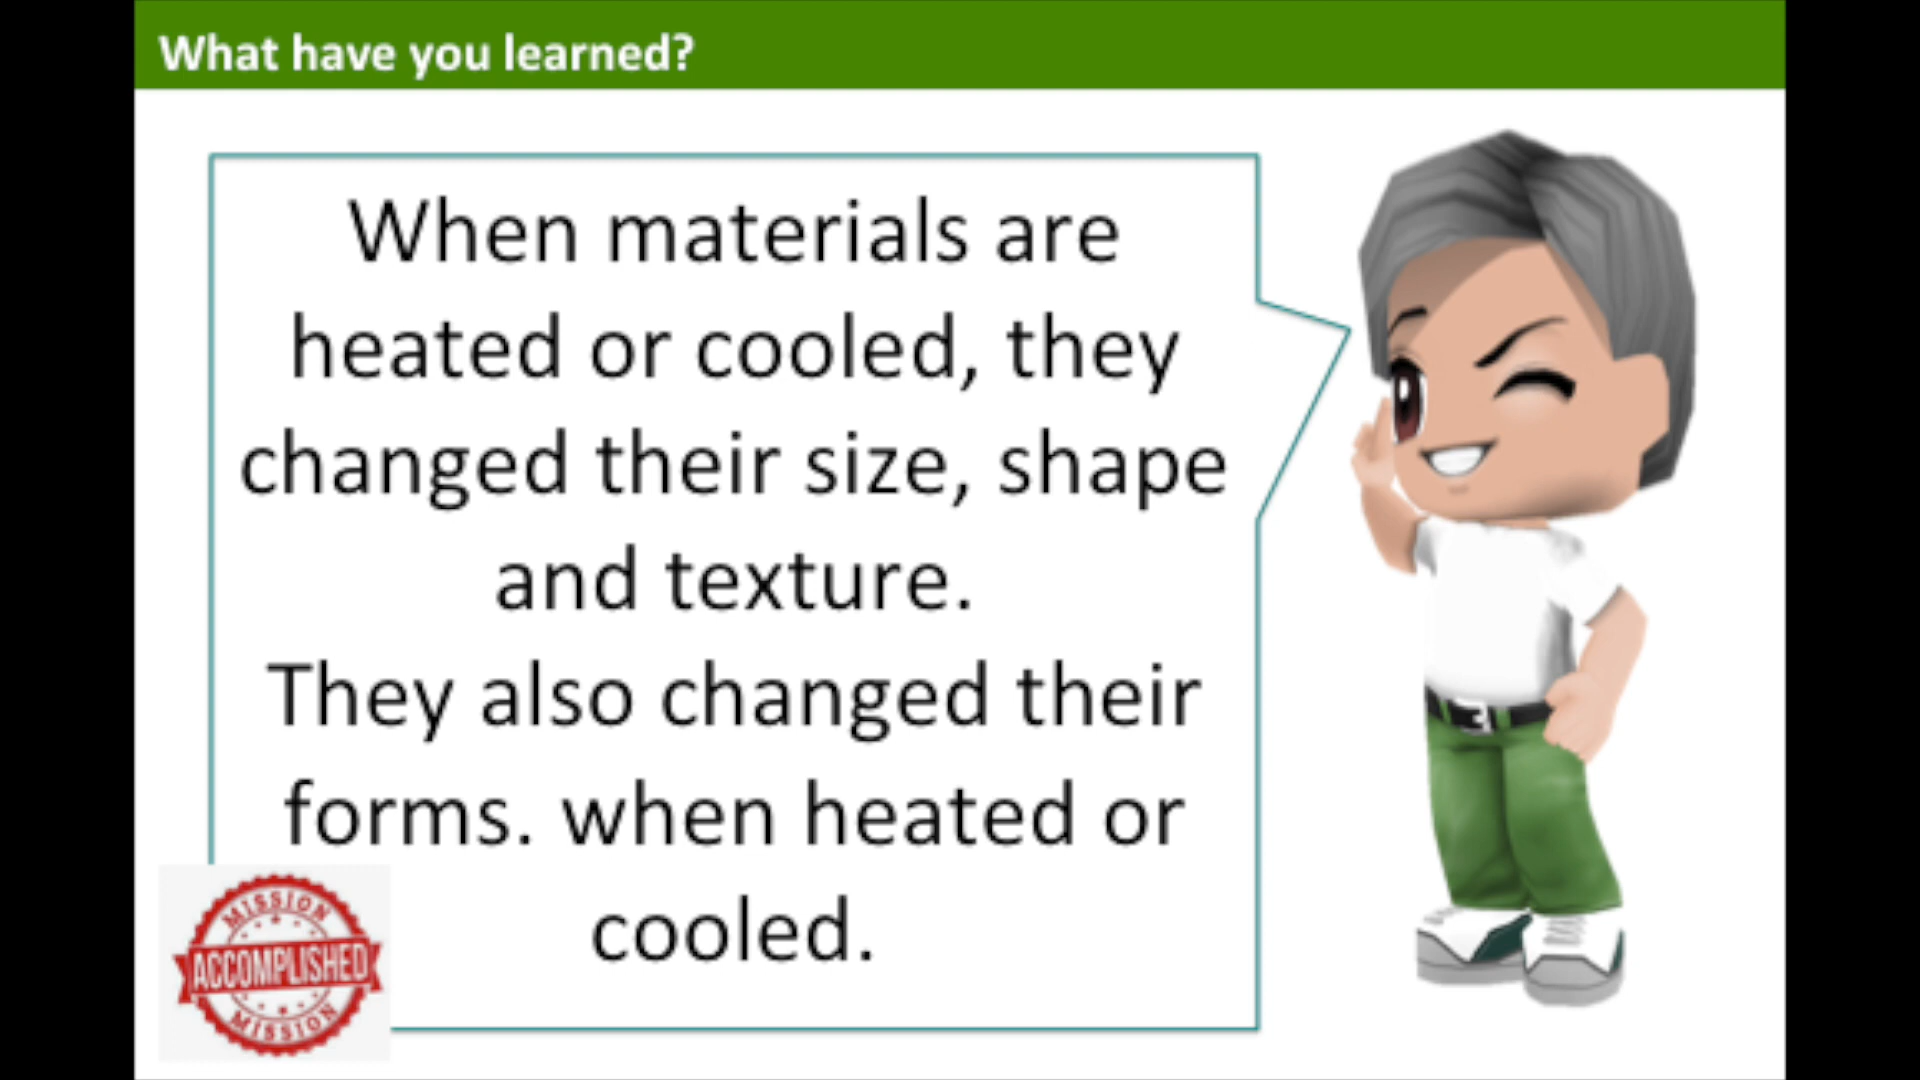 What have you learned?
When materials are
heated or cooled, they
changed their size, shape
and texture.
They also changed their
forms. when heated or
cooled.
MISSION
ACCOMPLISHED
MISSION